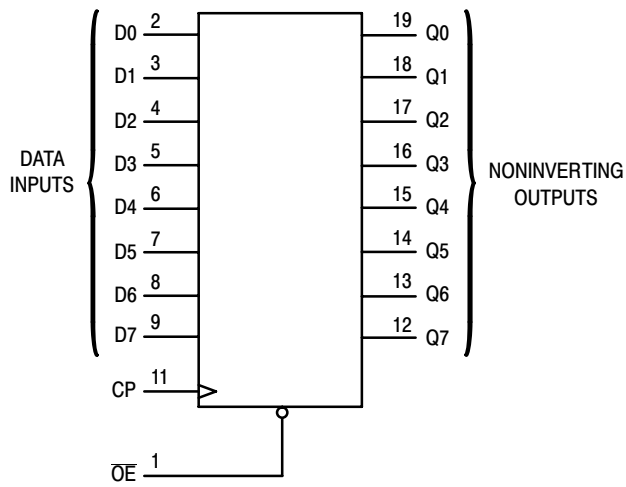 D0 2 19 Q0
D1 3 18 Q1
D2 4 17 Q2
D3 5 16 Q3
DATA INPUTS
NONINVERTING OUTPUTS
D4 6 15 Q4
D5 7 14 Q5
D6 8 13 Q6
D7 9 12 Q7
CP 11
O̅E̅ 1